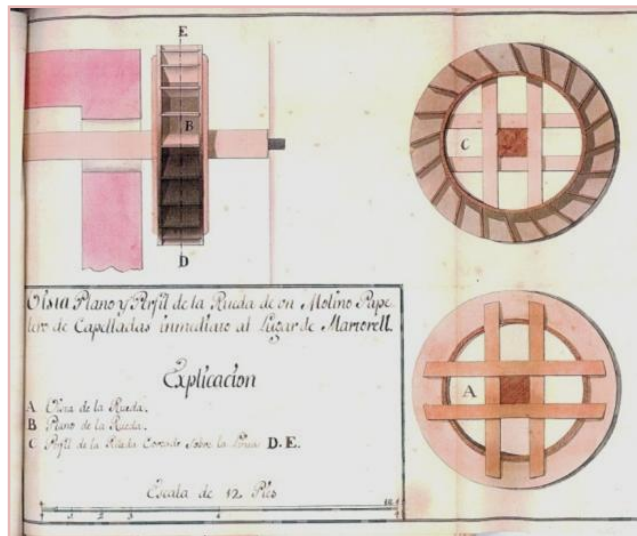 E
B
D
C
A
Vista Plano y Perfil de la Rueda de un Molino Pape-
lero de Capelladas inmediato al Lugar de Martorell.
Explicacion
A Vista de la Rueda.
B Plano de la Rueda.
C Perfil de la Rueda Cortado Sobre la Linea D. E.
Escala de 12 Pies
1 2 3